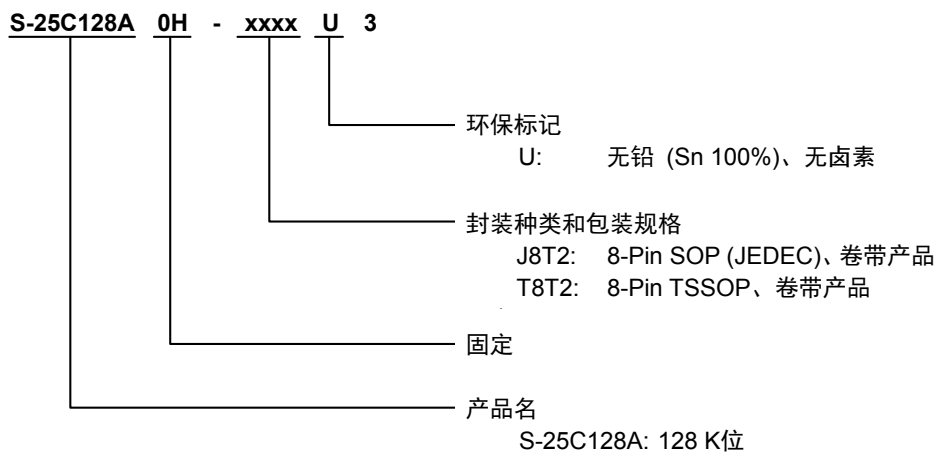 S-25C128A 0H - xxxx U 3
环保标记
U: 无铅 (Sn 100%)、无卤素
封装种类和包装规格
J8T2: 8-Pin SOP (JEDEC)、卷带产品
T8T2: 8-Pin TSSOP、卷带产品
固定
产品名
S-25C128A: 128 K位